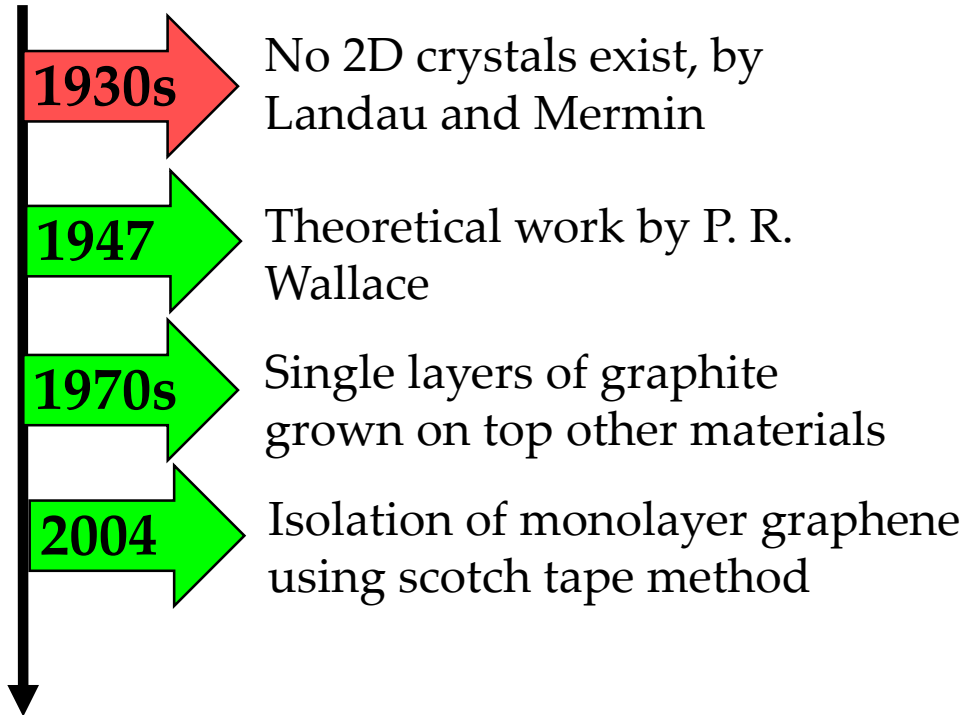 1930s
No 2D crystals exist, by
Landau and Mermin
1947
Theoretical work by P. R.
Wallace
1970s
Single layers of graphite
grown on top other materials
2004
Isolation of monolayer graphene
using scotch tape method